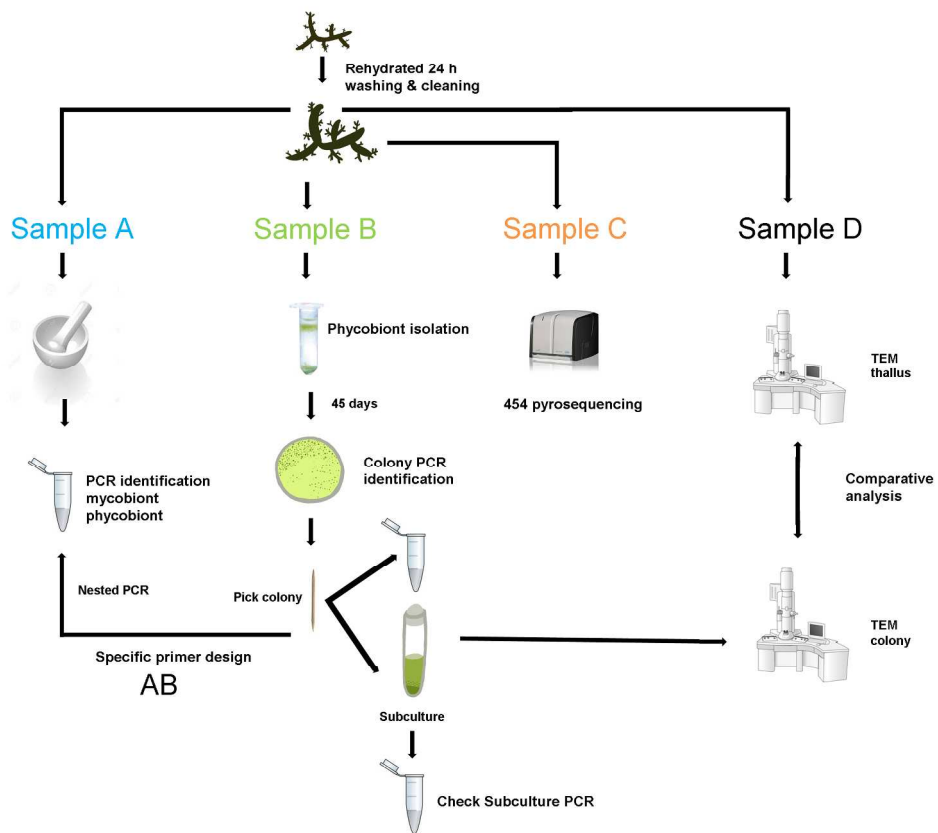 Rehydrated 24 h
washing & cleaning
Sample A
Sample B
Sample C
Sample D
Phycobiont isolation
TEM
thallus
45 days
454 pyrosequencing
Colony PCR
identification
PCR identification
mycobiont
phycobiont
Comparative
analysis
Nested PCR
Pick colony
TEM
colony
Specific primer design
AB
Subculture
Check Subculture PCR